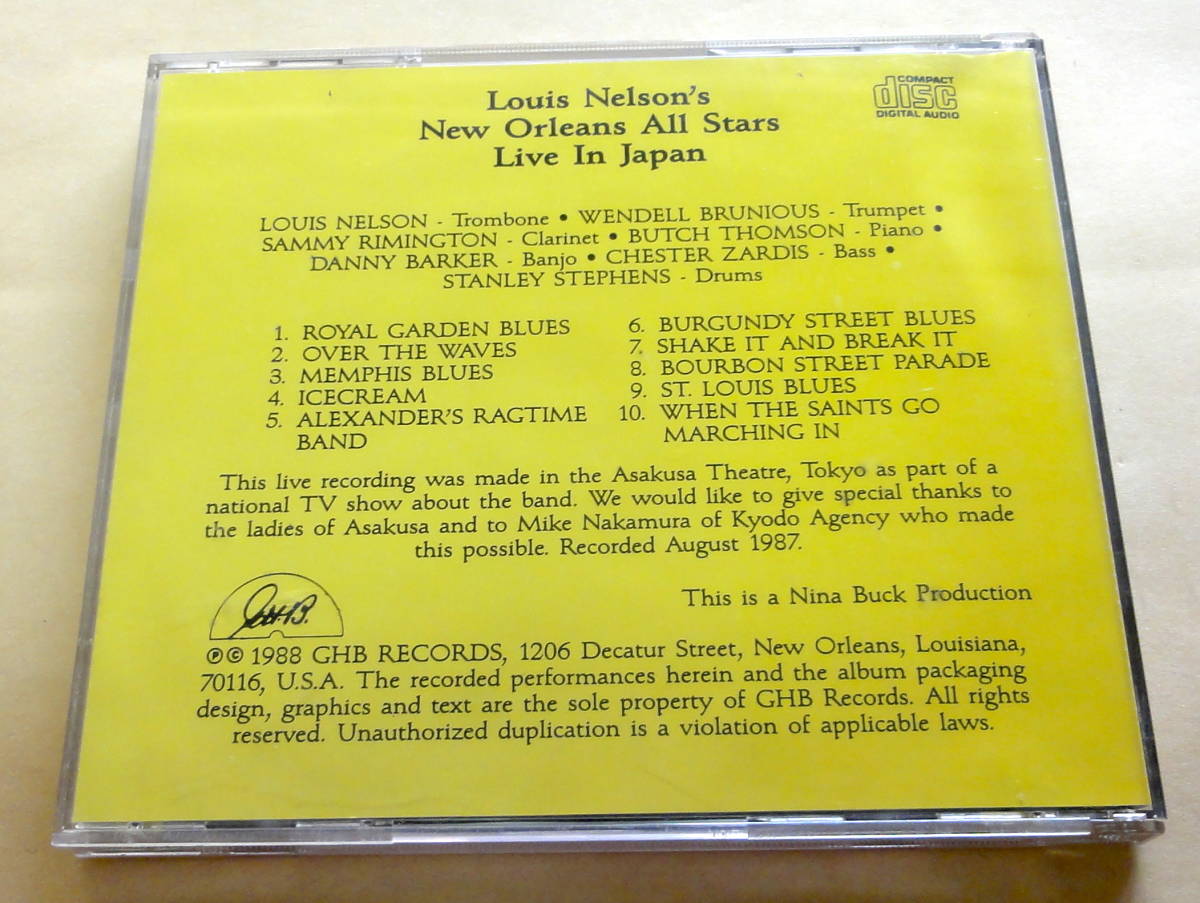 Louis Nelson's
New Orleans All Stars
Live In Japan
COMPACT
disc
DIGITAL AUDIO
LOUIS NELSON - Trombone • WENDELL BRUNIOUS - Trumpet •
SAMMY RIMINGTON - Clarinet • BUTCH THOMSON - Piano •
DANNY BARKER - Banjo • CHESTER ZARDIS - Bass •
STANLEY STEPHENS - Drums
1. ROYAL GARDEN BLUES
2. OVER THE WAVES
3. MEMPHIS BLUES
4. ICECREAM
5. ALEXANDER'S RAGTIME
BAND
6. BURGUNDY STREET BLUES
7. SHAKE IT AND BREAK IT
8. BOURBON STREET PARADE
9. ST. LOUIS BLUES
10. WHEN THE SAINTS GO
MARCHING IN
This live recording was made in the Asakusa Theatre, Tokyo as part of a
national TV show about the band. We would like to give special thanks to
the ladies of Asakusa and to Mike Nakamura of Kyodo Agency who made
this possible. Recorded August 1987.
This is a Nina Buck Production
G.H.B.
℗© 1988 GHB RECORDS, 1206 Decatur Street, New Orleans, Louisiana,
70116, U.S.A. The recorded performances herein and the album packaging
design, graphics and text are the sole property of GHB Records. All rights
reserved. Unauthorized duplication is a violation of applicable laws.